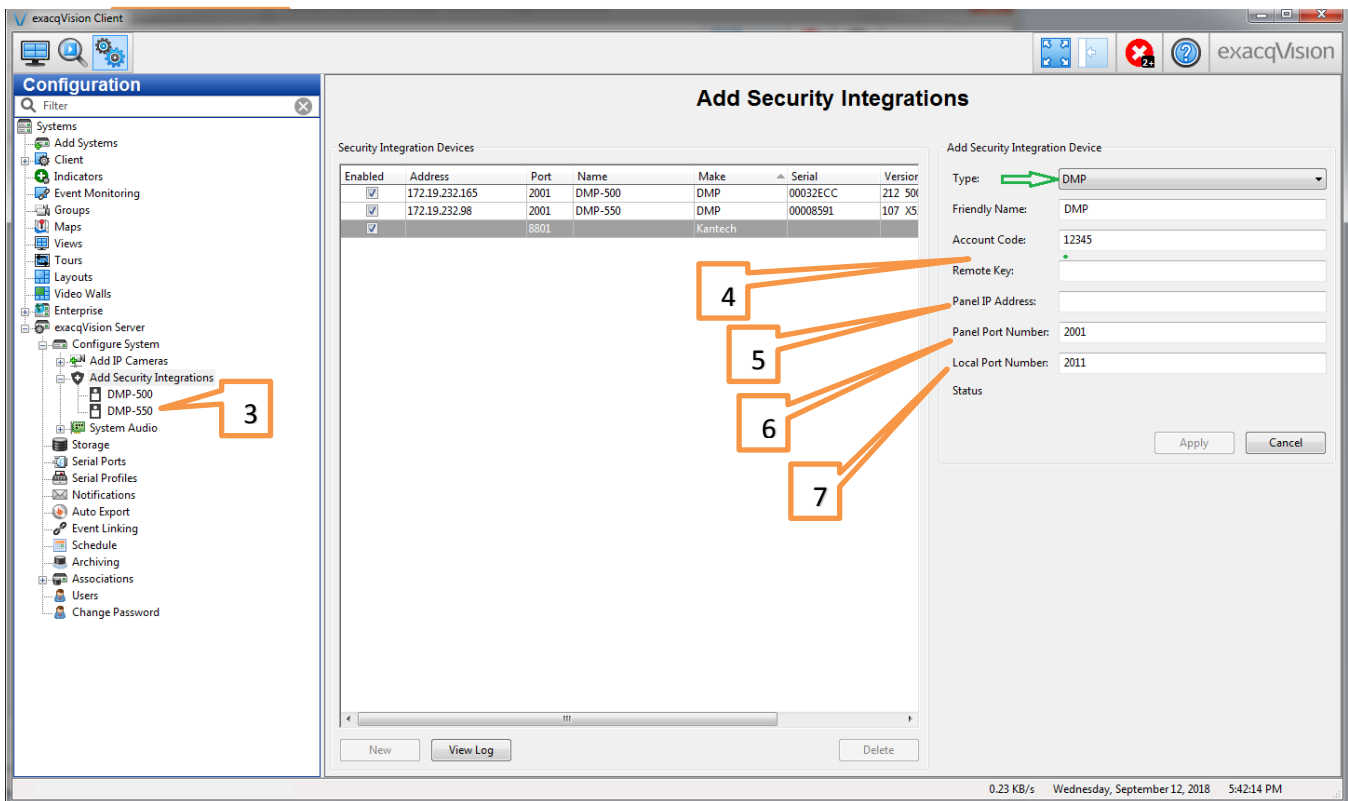 exacqVision Client
2+
exacqVision
Configuration
Filter
Systems
Add Systems
Client
Indicators
Event Monitoring
Groups
Maps
Views
Tours
Layouts
Video Walls
Enterprise
exacqVision Server
Configure System
Add IP Cameras
Add Security Integrations
DMP-500
DMP-550
System Audio
Storage
Serial Ports
Serial Profiles
Notifications
Auto Export
Event Linking
Schedule
Archiving
Associations
Users
Change Password
3
Add Security Integrations
Security Integration Devices
Enabled Address Port Name Make Serial Version
172.19.232.165 2001 DMP-500 DMP 00032ECC 212 500
172.19.232.98 2001 DMP-550 DMP 00008591 107 X5
8801 Kantech
4
5
6
7
New View Log Delete
Add Security Integration Device
Type: DMP
Friendly Name: DMP
Account Code: 12345
Remote Key:
Panel IP Address:
Panel Port Number: 2001
Local Port Number: 2011
Status
Apply Cancel
0.23 KB/s Wednesday, September 12, 2018 5:42:14 PM